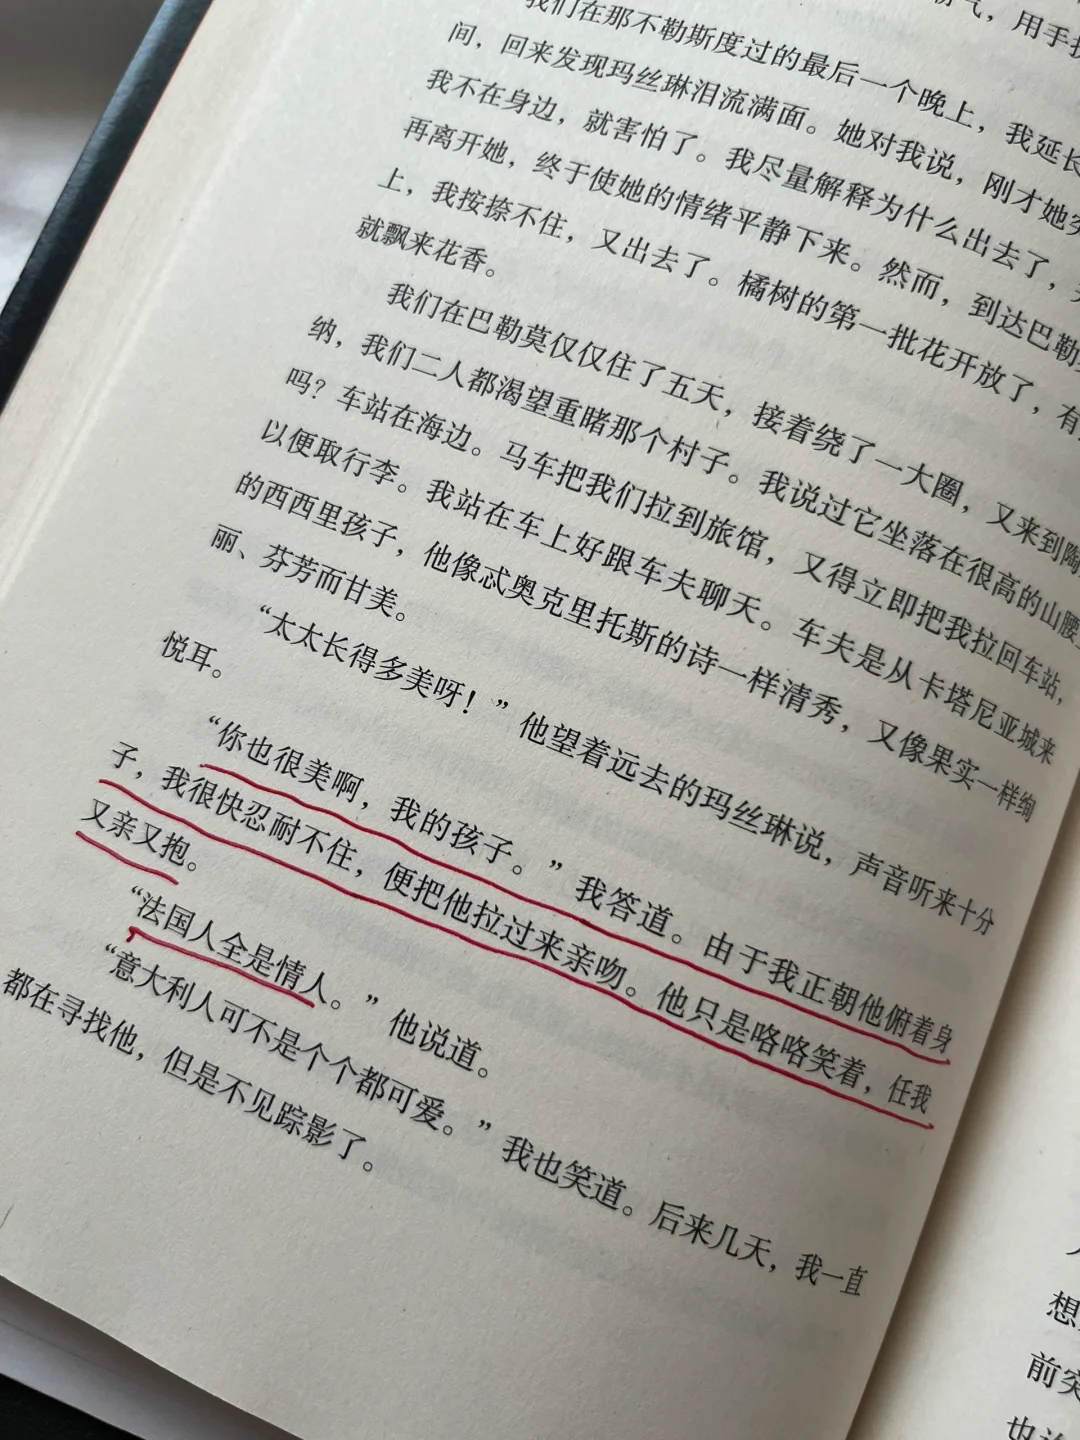 气，用手
我们在那不勒斯度过的最后一个晚上，我延长
间，回来发现玛丝琳泪流满面。她对我说，刚才她突
我不在身边，就害怕了。我尽量解释为什么出去了，
再离开她，终于使她的情绪平静下来。然而，到达巴勒
上，我按捺不住，又出去了。橘树的第一批花开放了，有
就飘来花香。
我们在巴勒莫仅仅住了五天，接着绕了一大圈，又来到陶
纳，我们二人都渴望重睹那个村子。我说过它坐落在很高的山腰
吗？车站在海边。马车把我们拉到旅馆，又得立即把我拉回车站，
以便取行李。我站在车上好跟车夫聊天。车夫是从卡塔尼亚城来
的西西里孩子，他像忒奥克里托斯的诗一样清秀，又像果实一样绚
丽、芬芳而甘美。
“太太长得多美呀！”他望着远去的玛丝琳说，声音听来十分
悦耳。
“你也很美啊，我的孩子。”我答道。由于我正朝他俯着身
子，我很快忍耐不住，便把他拉过来亲吻。他只是咯咯笑着，任我
又亲又抱。
“法国人全是情人。”他说道。
“意大利人可不是个个都可爱。”我也笑道。后来几天，我一直
都在寻找他，但是不见踪影了。
想
前突
也